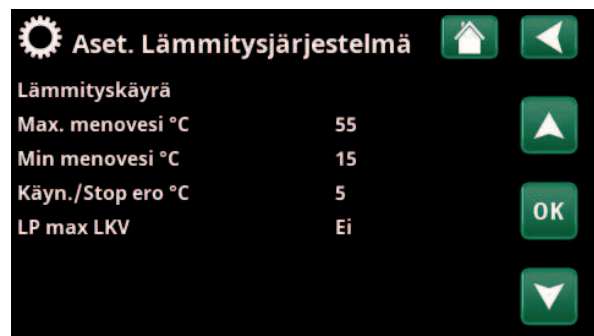 Aset. Lämmitysjärjestelmä
Lämmityskäyrä
Max. menovesi °C 55
Min menovesi °C 15
Käyn./Stop ero °C 5
LP max LKV Ei
OK